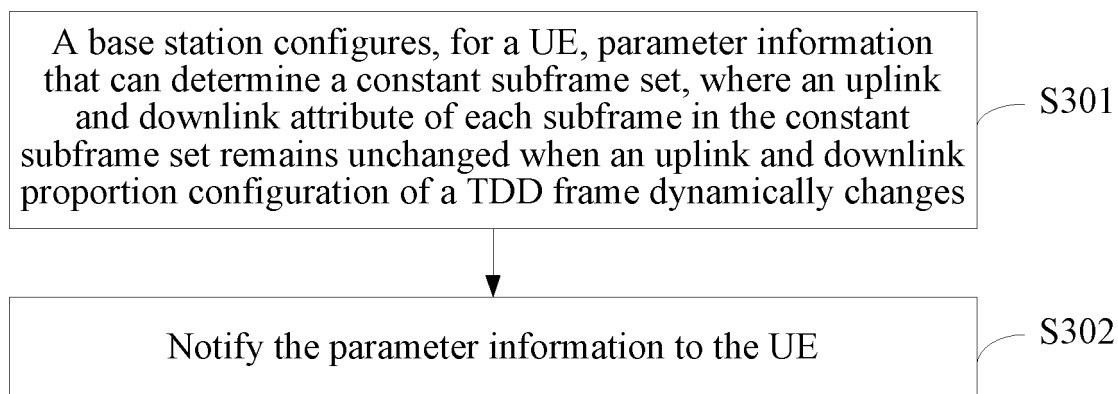 A base station configures, for a UE, parameter information
that can determine a constant subframe set, where an uplink
and downlink attribute of each subframe in the constant
subframe set remains unchanged when an uplink and downlink
proportion configuration of a TDD frame dynamically changes
S301
Notify the parameter information to the UE
S302